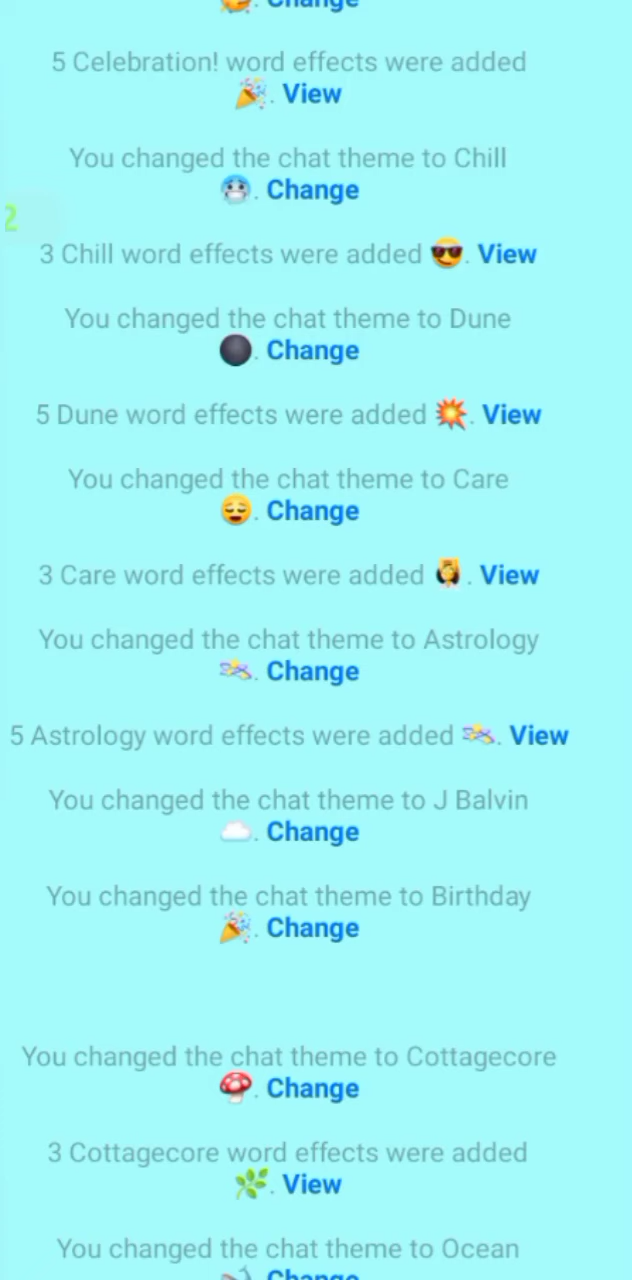 Change
5 Celebration! word effects were added
🎉. View
You changed the chat theme to Chill
🥶. Change
2
3 Chill word effects were added 😎. View
You changed the chat theme to Dune
🌑. Change
5 Dune word effects were added 💥. View
You changed the chat theme to Care
😌. Change
3 Care word effects were added 💆. View
You changed the chat theme to Astrology
💫. Change
5 Astrology word effects were added 💫. View
You changed the chat theme to J Balvin
☁️. Change
You changed the chat theme to Birthday
🎉. Change
You changed the chat theme to Cottagecore
🍄. Change
3 Cottagecore word effects were added
🌿. View
You changed the chat theme to Ocean
Change